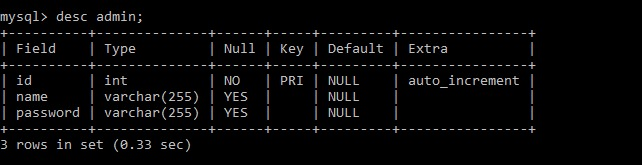 mysql> desc admin;
+----------+--------------+------+-----+---------+----------------+
| Field    | Type         | Null | Key | Default | Extra          |
+----------+--------------+------+-----+---------+----------------+
| id       | int          | NO   | PRI | NULL    | auto_increment |
| name     | varchar(255) | YES  |     | NULL    |                |
| password | varchar(255) | YES  |     | NULL    |                |
+----------+--------------+------+-----+---------+----------------+
3 rows in set (0.33 sec)